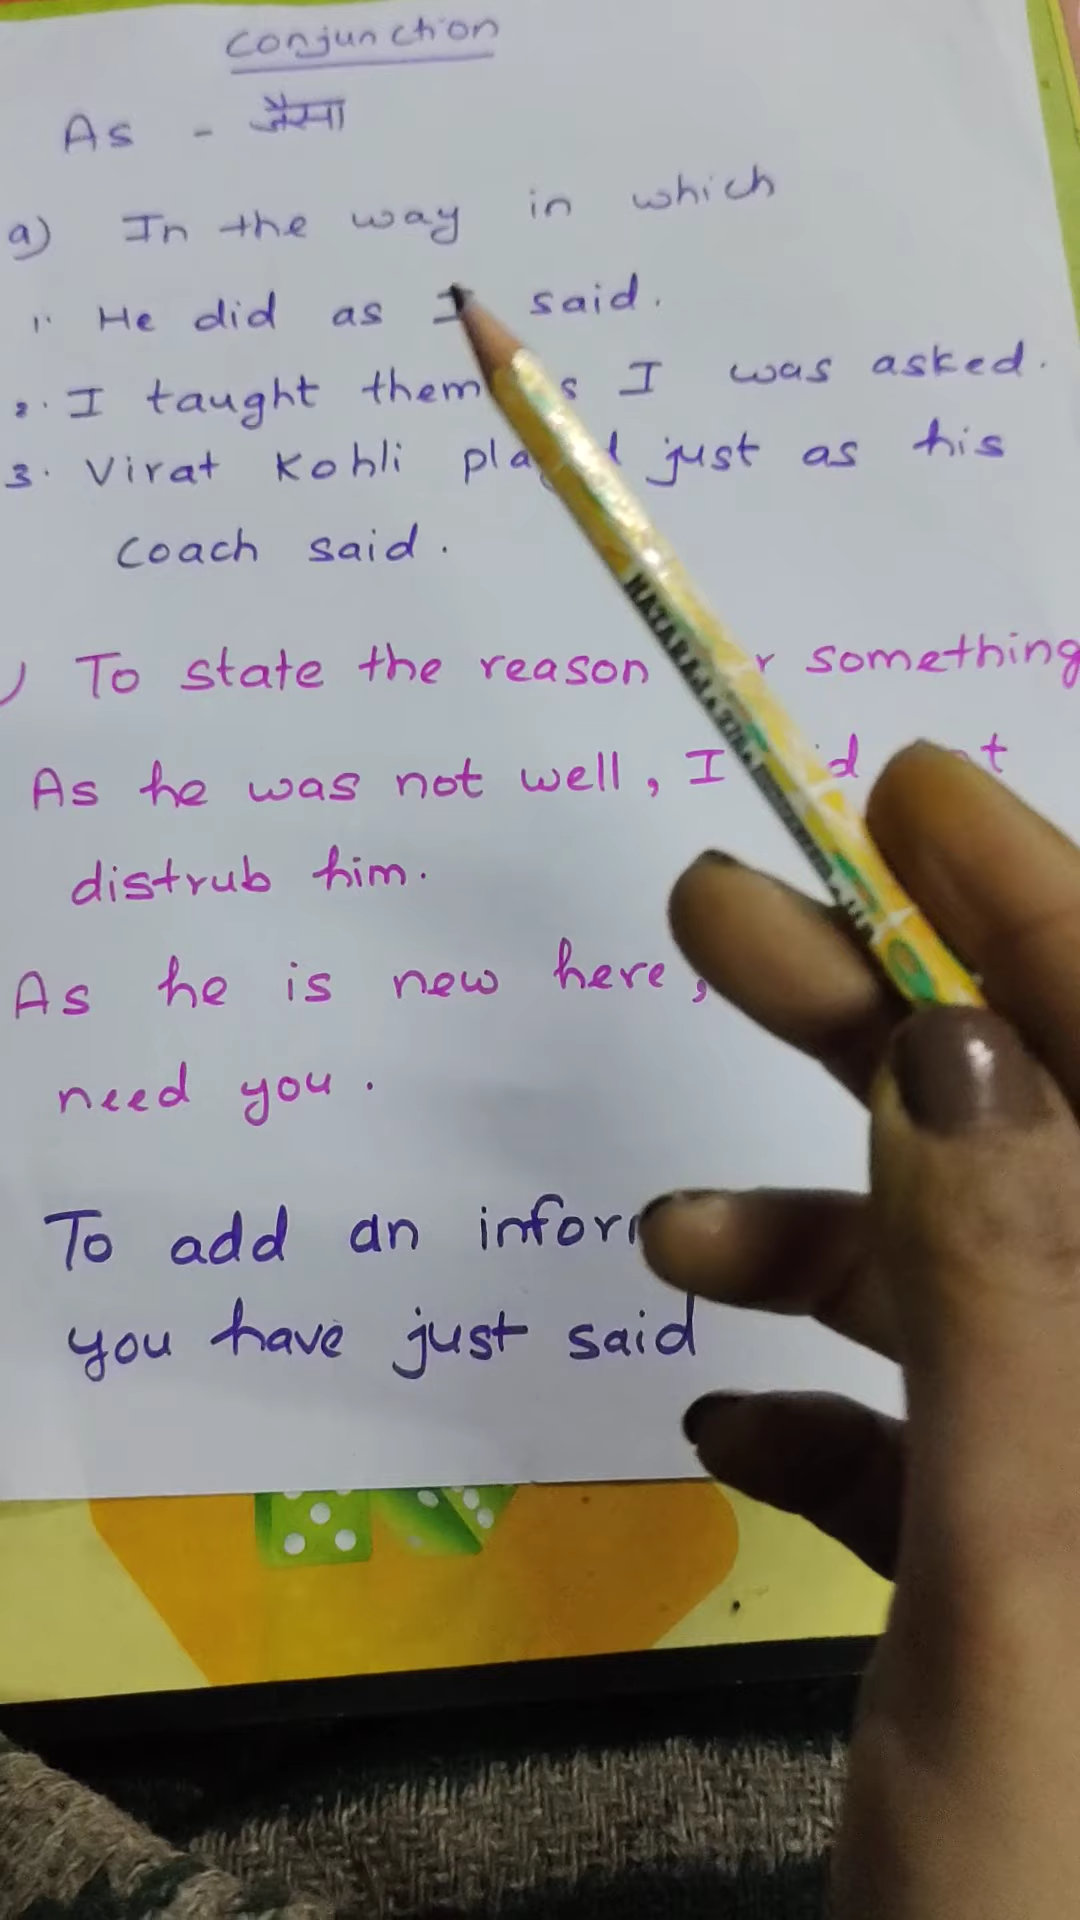 Conjunction
As - जैसा
a) In the way in which
1. He did as I said.
2. I taught them I was asked.
3. Virat Kohli just as his
Coach said.
) To state the reason something
As he was not well, I
distrub him.
As he is new here,
need you.
To add an
you have just said
NATARAJ